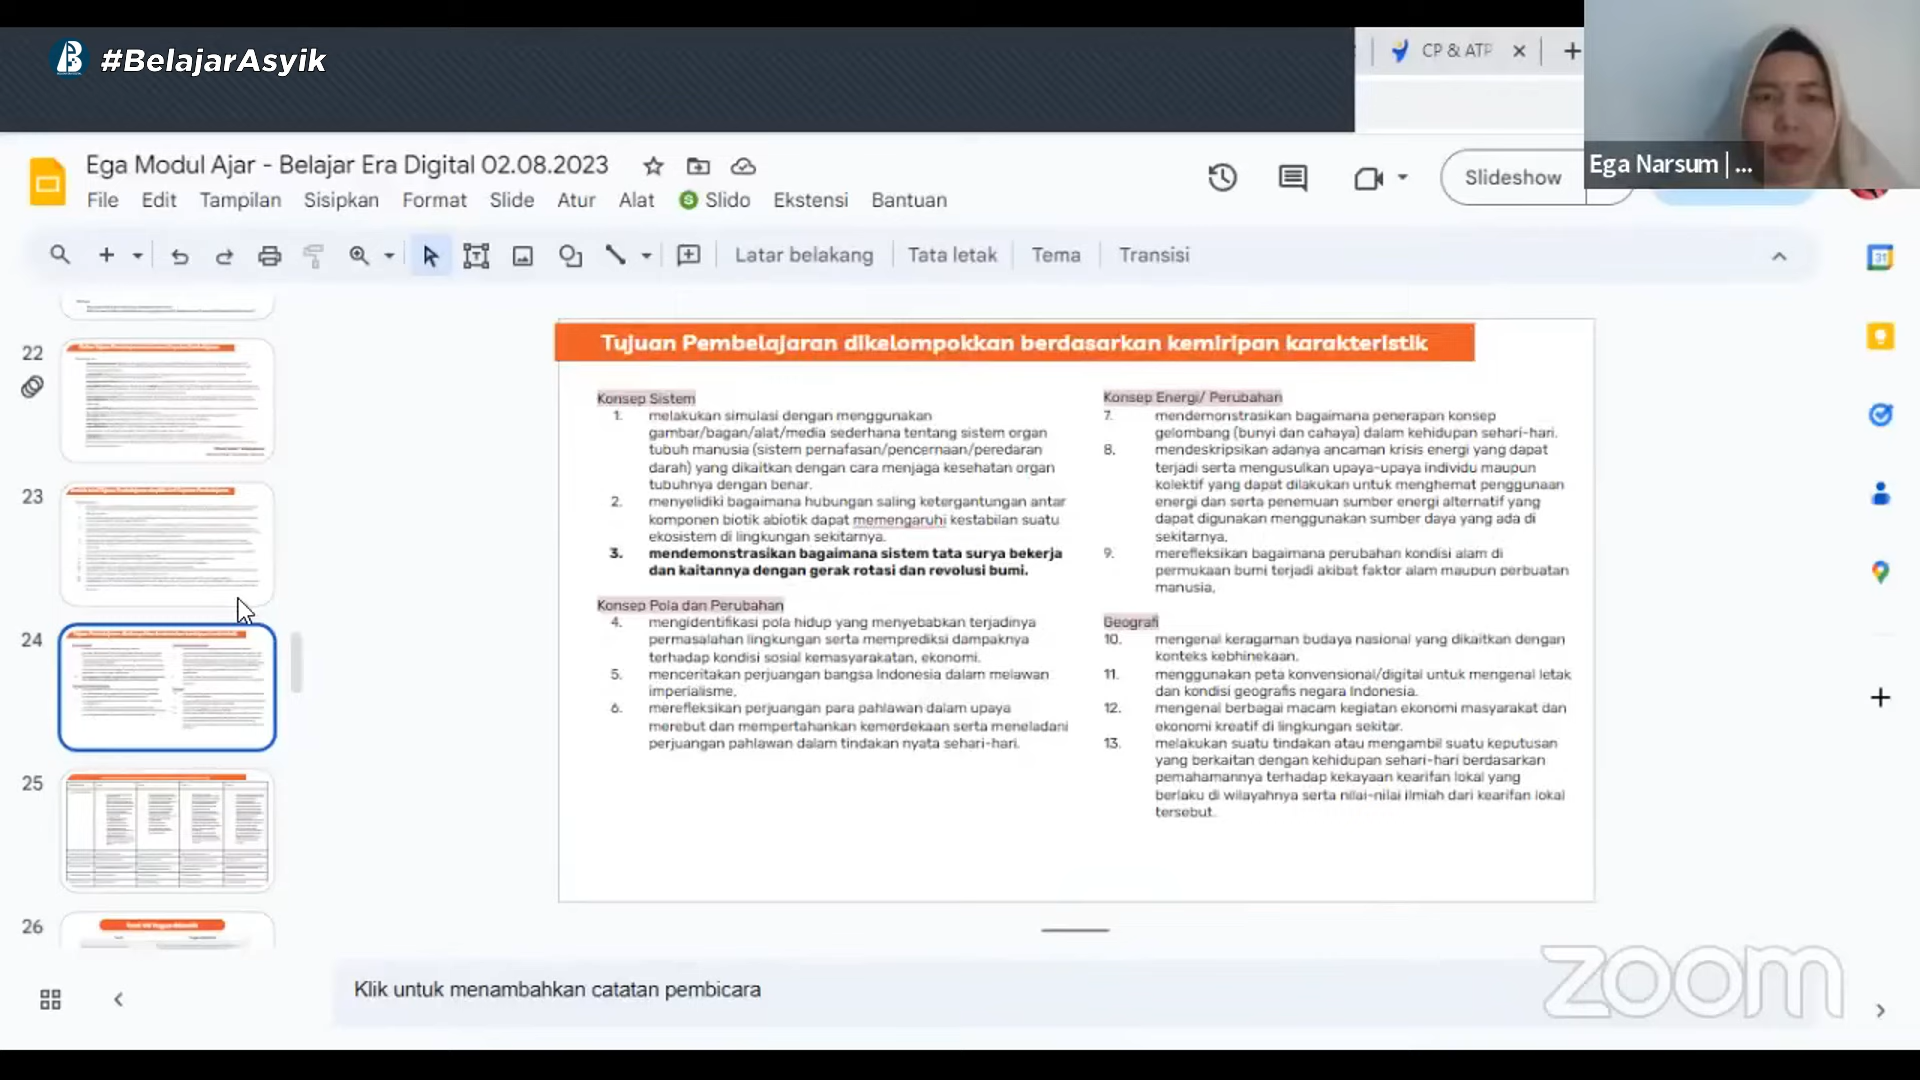 #BelajarAsyik
CP & ATP
Ega Narsum | ...
Ega Modul Ajar - Belajar Era Digital 02.08.2023
Slideshow
File Edit Tampilan Sisipkan Format Slide Atur Alat Slido Ekstensi Bantuan
Latar belakang Tata letak Tema Transisi
22
23
24
25
26
Tujuan Pembelajaran dikelompokkan berdasarkan kemiripan karakteristik
Konsep Sistem
1. melakukan simulasi dengan menggunakan
gambar/bagan/alat/media sederhana tentang sistem organ
tubuh manusia (sistem pernafasan/pencernaan/peredaran
darah) yang dikaitkan dengan cara menjaga kesehatan organ
tubuhnya dengan benar.
2. menyelidiki bagaimana hubungan saling ketergantungan antar
komponen biotik abiotik dapat memengaruhi kestabilan suatu
ekosistem di lingkungan sekitarnya.
3. mendemonstrasikan bagaimana sistem tata surya bekerja
dan kaitannya dengan gerak rotasi dan revolusi bumi.
Konsep Pola dan Perubahan
4. mengidentifikasi pola hidup yang menyebabkan terjadinya
permasalahan lingkungan serta memprediksi dampaknya
terhadap kondisi sosial kemasyarakatan, ekonomi.
5. menceritakan perjuangan bangsa Indonesia dalam melawan
imperialisme,
6. merefleksikan perjuangan para pahlawan dalam upaya
merebut dan mempertahankan kemerdekaan serta meneladani
perjuangan pahlawan dalam tindakan nyata sehari-hari.
Konsep Energi/ Perubahan
7. mendemonstrasikan bagaimana penerapan konsep
gelombang (bunyi dan cahaya) dalam kehidupan sehari-hari.
8. mendeskripsikan adanya ancaman krisis energi yang dapat
terjadi serta mengusulkan upaya-upaya individu maupun
kolektif yang dapat dilakukan untuk menghemat penggunaan
energi dan serta penemuan sumber energi alternatif yang
dapat digunakan menggunakan sumber daya yang ada di
sekitarnya.
9. merefleksikan bagaimana perubahan kondisi alam di
permukaan bumi terjadi akibat faktor alam maupun perbuatan
manusia,
Geografi
10. mengenal keragaman budaya nasional yang dikaitkan dengan
konteks kebhinekaan.
11. menggunakan peta konvensional/digital untuk mengenal letak
dan kondisi geografis negara Indonesia.
12. mengenal berbagai macam kegiatan ekonomi masyarakat dan
ekonomi kreatif di lingkungan sekitar.
13. melakukan suatu tindakan atau mengambil suatu keputusan
yang berkaitan dengan kehidupan sehari-hari berdasarkan
pemahamannya terhadap kekayaan kearifan lokal yang
berlaku di wilayahnya serta nilai-nilai ilmiah dari kearifan lokal
tersebut.
Klik untuk menambahkan catatan pembicara
zoom